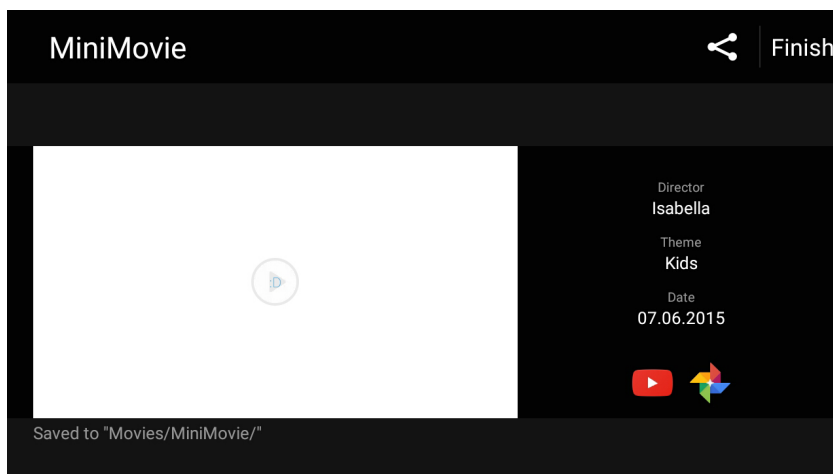 MiniMovie
Finish
:D
Director
Isabella
Theme
Kids
Date
07.06.2015
Saved to "Movies/MiniMovie/"